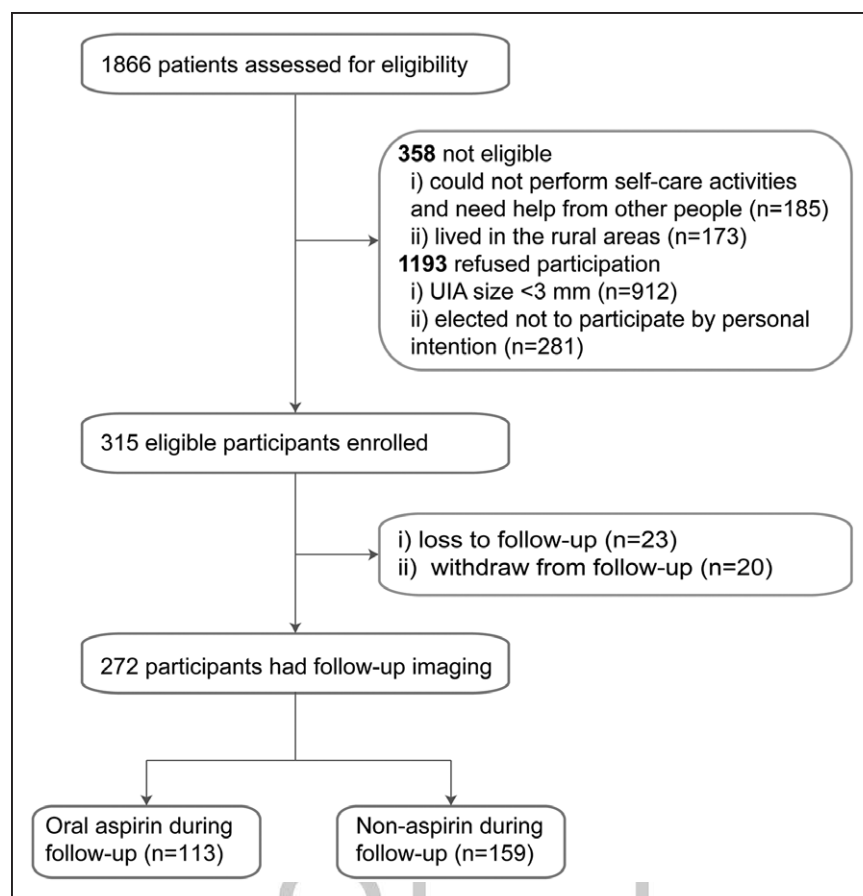 1866 patients assessed for eligibility
358 not eligible
i) could not perform self-care activities
and need help from other people (n=185)
ii) lived in the rural areas (n=173)
1193 refused participation
i) UIA size <3 mm (n=912)
ii) elected not to participate by personal
intention (n=281)
315 eligible participants enrolled
i) loss to follow-up (n=23)
ii) withdraw from follow-up (n=20)
272 participants had follow-up imaging
Oral aspirin during
follow-up (n=113)
Non-aspirin during
follow-up (n=159)